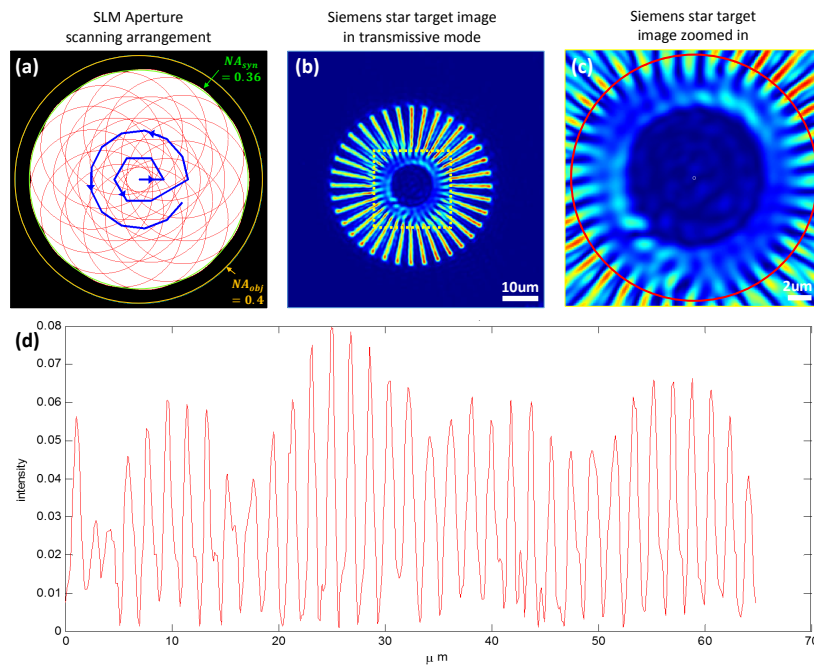 SLM Aperture
scanning arrangement
Siemens star target image
in transmissive mode
Siemens star target
image zoomed in
(a)
NAsyn
= 0.36
NAobj
= 0.4
(b)
10um
(c)
2um
(d)
0.08
0.07
0.06
0.05
0.04
0.03
0.02
0.01
0
intensity
0 10 20 30 40 50 60 70
μ m